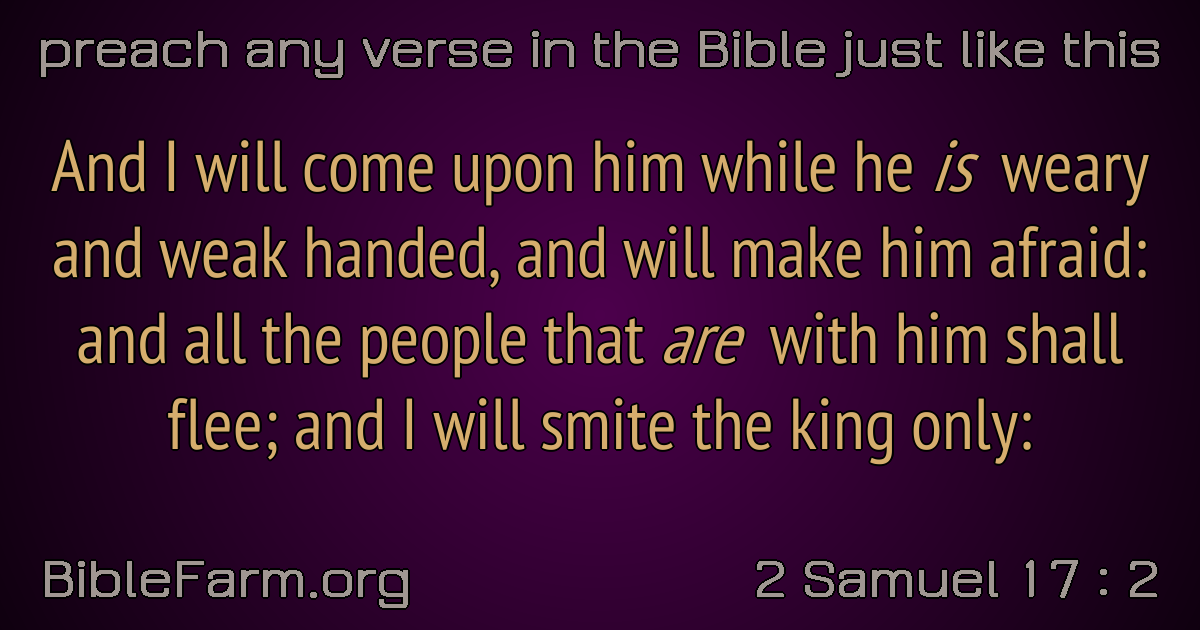 preach any verse in the Bible just like this
And I will come upon him while he is weary
and weak handed, and will make him afraid:
and all the people that are with him shall
flee; and I will smite the king only:
BibleFarm.org
2 Samuel 17 : 2